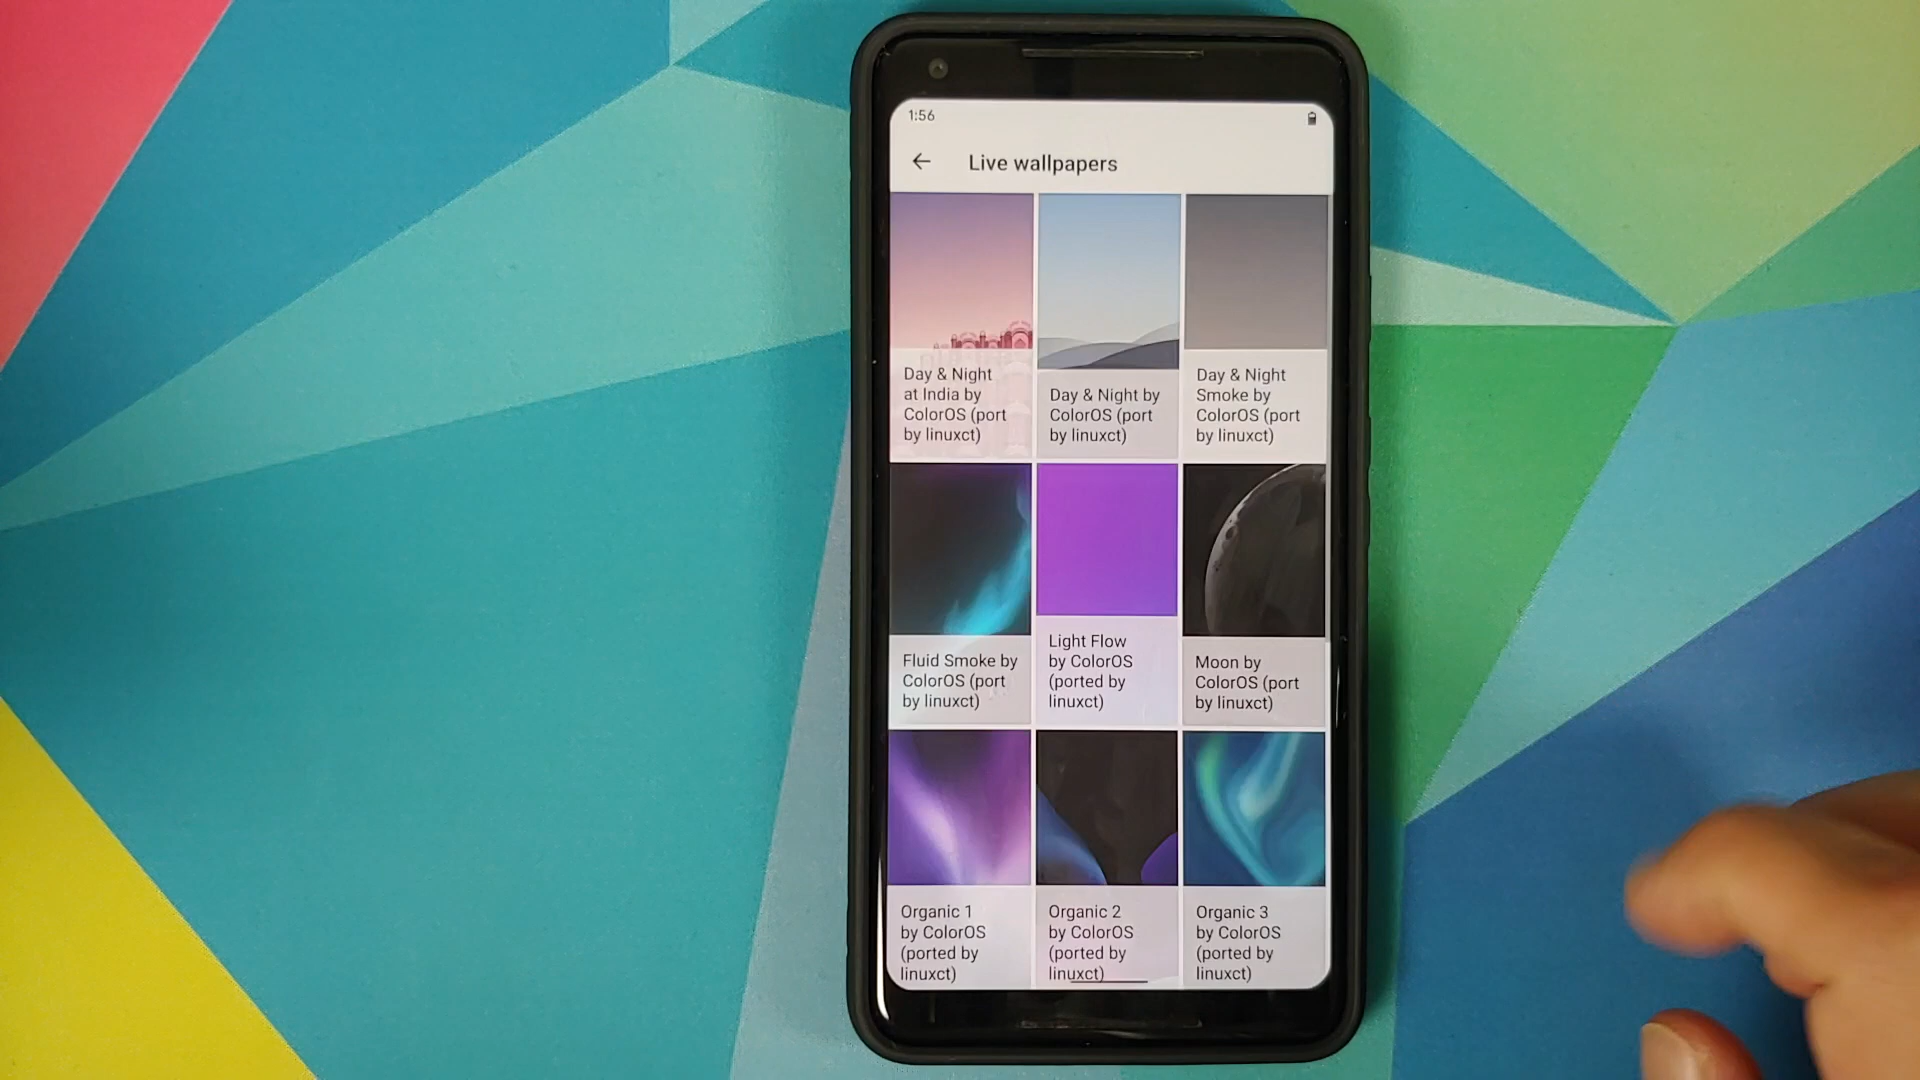 1:56
Live wallpapers
Day & Night
at India by
ColorOS (port
by linuxct)
Day & Night by
ColorOS (port
by linuxct)
Day & Night
Smoke by
ColorOS (port
by linuxct)
Fluid Smoke by
ColorOS (port
by linuxct)
Light Flow
by ColorOS
(ported by
linuxct)
Moon by
ColorOS (port
by linuxct)
Organic 1
by ColorOS
(ported by
linuxct)
Organic 2
by ColorOS
(ported by
linuxct)
Organic 3
by ColorOS
(ported by
linuxct)